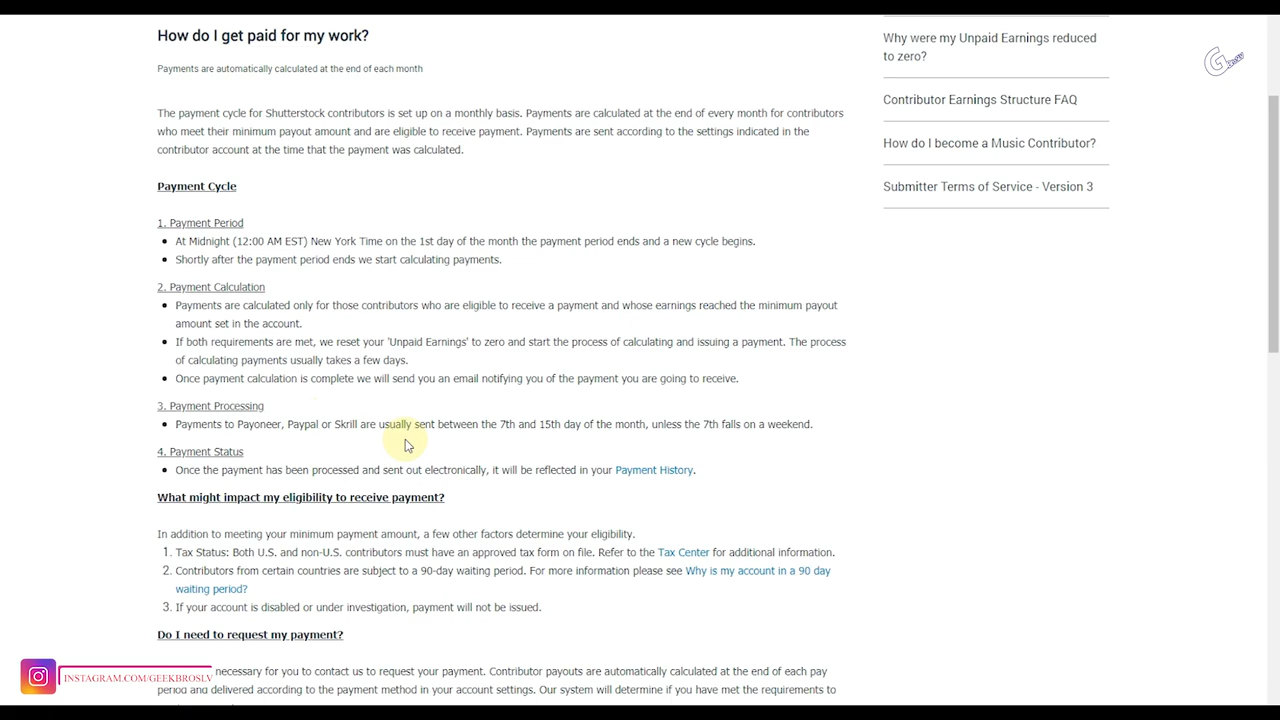 How do I get paid for my work?
Payments are automatically calculated at the end of each month
The payment cycle for Shutterstock contributors is set up on a monthly basis. Payments are calculated at the end of every month for contributors
who meet their minimum payout amount and are eligible to receive payment. Payments are sent according to the settings indicated in the
contributor account at the time that the payment was calculated.
Payment Cycle
1. Payment Period
At Midnight (12:00 AM EST) New York Time on the 1st day of the month the payment period ends and a new cycle begins.
Shortly after the payment period ends we start calculating payments.
2. Payment Calculation
Payments are calculated only for those contributors who are eligible to receive a payment and whose earnings reached the minimum payout
amount set in the account.
If both requirements are met, we reset your 'Unpaid Earnings' to zero and start the process of calculating and issuing a payment. The process
of calculating payments usually takes a few days.
Once payment calculation is complete we will send you an email notifying you of the payment you are going to receive.
3. Payment Processing
Payments to Payoneer, Paypal or Skrill are usually sent between the 7th and 15th day of the month, unless the 7th falls on a weekend.
4. Payment Status
Once the payment has been processed and sent out electronically, it will be reflected in your Payment History.
What might impact my eligibility to receive payment?
In addition to meeting your minimum payment amount, a few other factors determine your eligibility.
1. Tax Status: Both U.S. and non-U.S. contributors must have an approved tax form on file. Refer to the Tax Center for additional information.
2. Contributors from certain countries are subject to a 90-day waiting period. For more information please see Why is my account in a 90 day
waiting period?
3. If your account is disabled or under investigation, payment will not be issued.
Do I need to request my payment?
necessary for you to contact us to request your payment. Contributor payouts are automatically calculated at the end of each pay
period and delivered according to the payment method in your account settings. Our system will determine if you have met the requirements to
Why were my Unpaid Earnings reduced
to zero?
Contributor Earnings Structure FAQ
How do I become a Music Contributor?
Submitter Terms of Service - Version 3
INSTAGRAM.COM/GEEKBROSLV